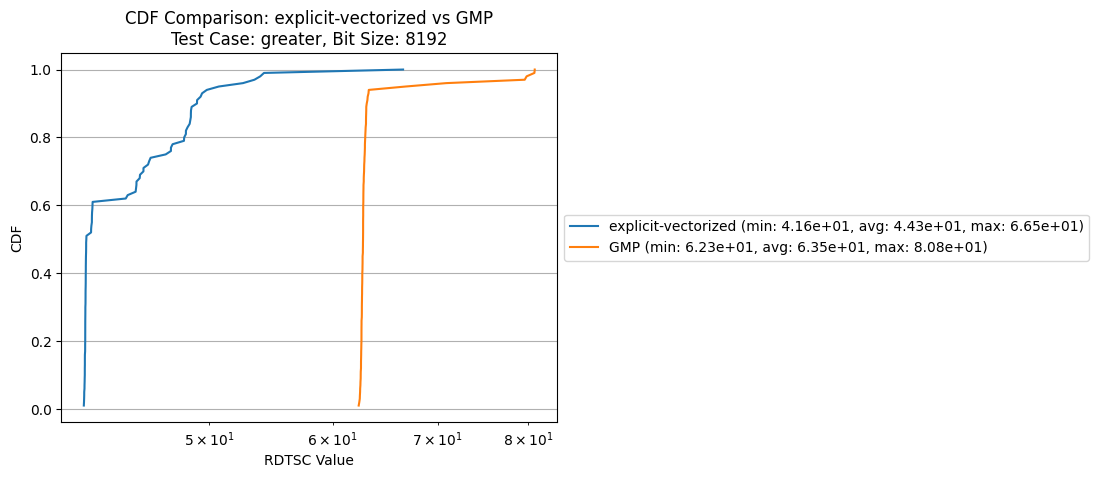 CDF Comparison: explicit-vectorized vs GMP
Test Case: greater, Bit Size: 8192
CDF
1.0
0.8
0.6
0.4
0.2
0.0
5 × 10¹
6 × 10¹
7 × 10¹
8 × 10¹
RDTSC Value
explicit-vectorized (min: 4.16e+01, avg: 4.43e+01, max: 6.65e+01)
GMP (min: 6.23e+01, avg: 6.35e+01, max: 8.08e+01)